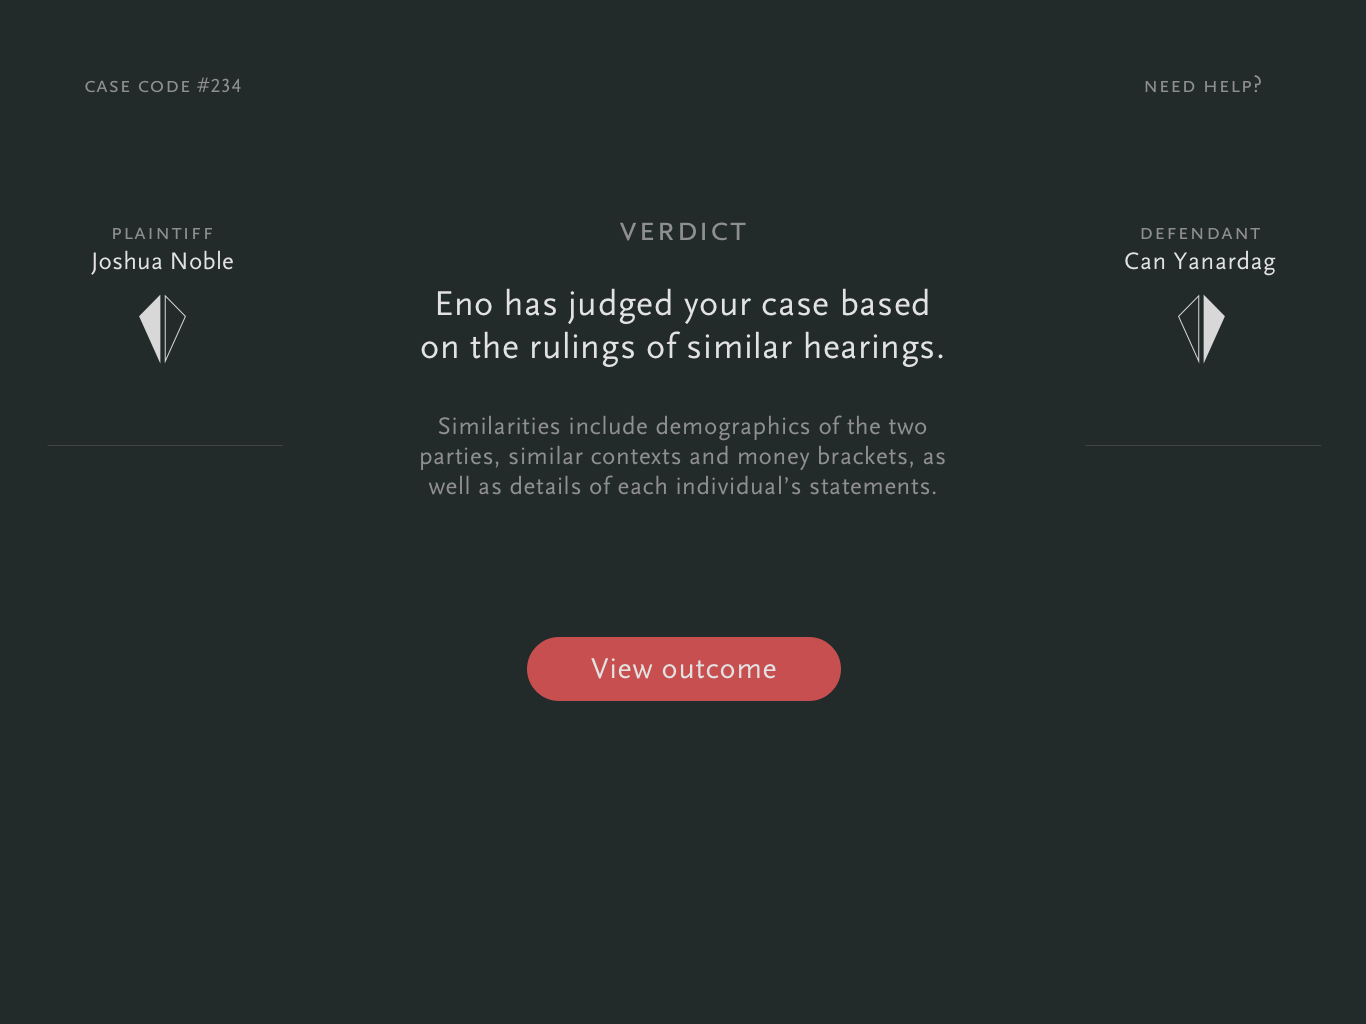 CASE CODE #234
NEED HELP?
PLAINTIFF
Joshua Noble
VERDICT
Eno has judged your case based
on the rulings of similar hearings.
Similarities include demographics of the two
parties, similar contexts and money brackets, as
well as details of each individual’s statements.
DEFENDANT
Can Yanardag
View outcome